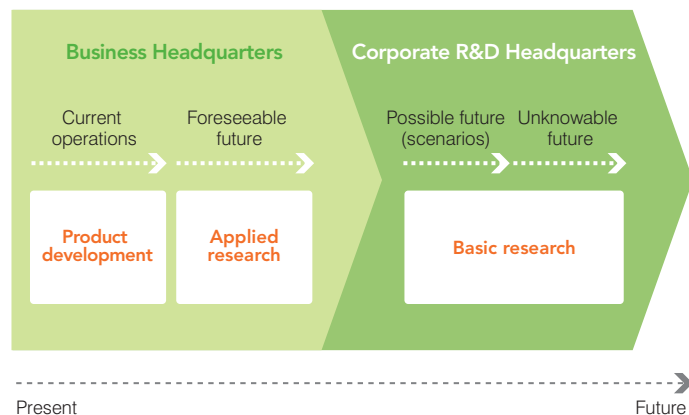 Business Headquarters
Corporate R&D Headquarters
Current
operations
Foreseeable
future
Possible future
(scenarios)
Unknowable
future
Product
development
Applied
research
Basic research
Present
Future